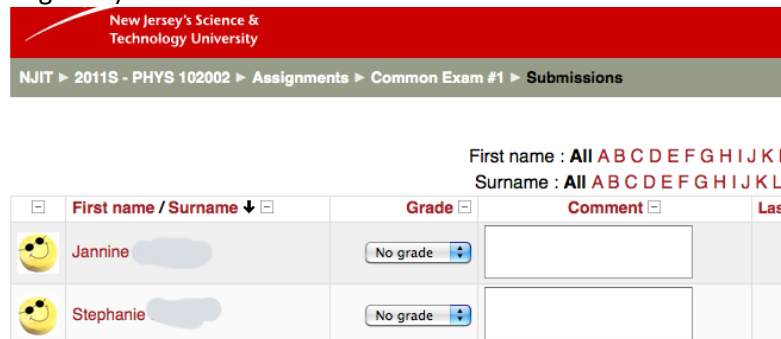 New Jersey's Science &
Technology University
NJIT ► 2011S - PHYS 102002 ► Assignments ► Common Exam #1 ► Submissions
First name : All A B C D E F G H I J K
Surname : All A B C D E F G H I J K L
First name / Surname Grade Comment Las
Jannine No grade
Stephanie No grade